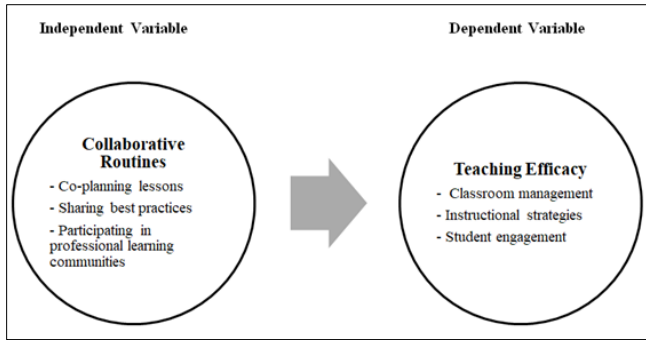 Independent Variable
Dependent Variable
Collaborative
Routines
- Co-planning lessons
- Sharing best practices
- Participating in
professional learning
communities
Teaching Efficacy
- Classroom management
- Instructional strategies
- Student engagement